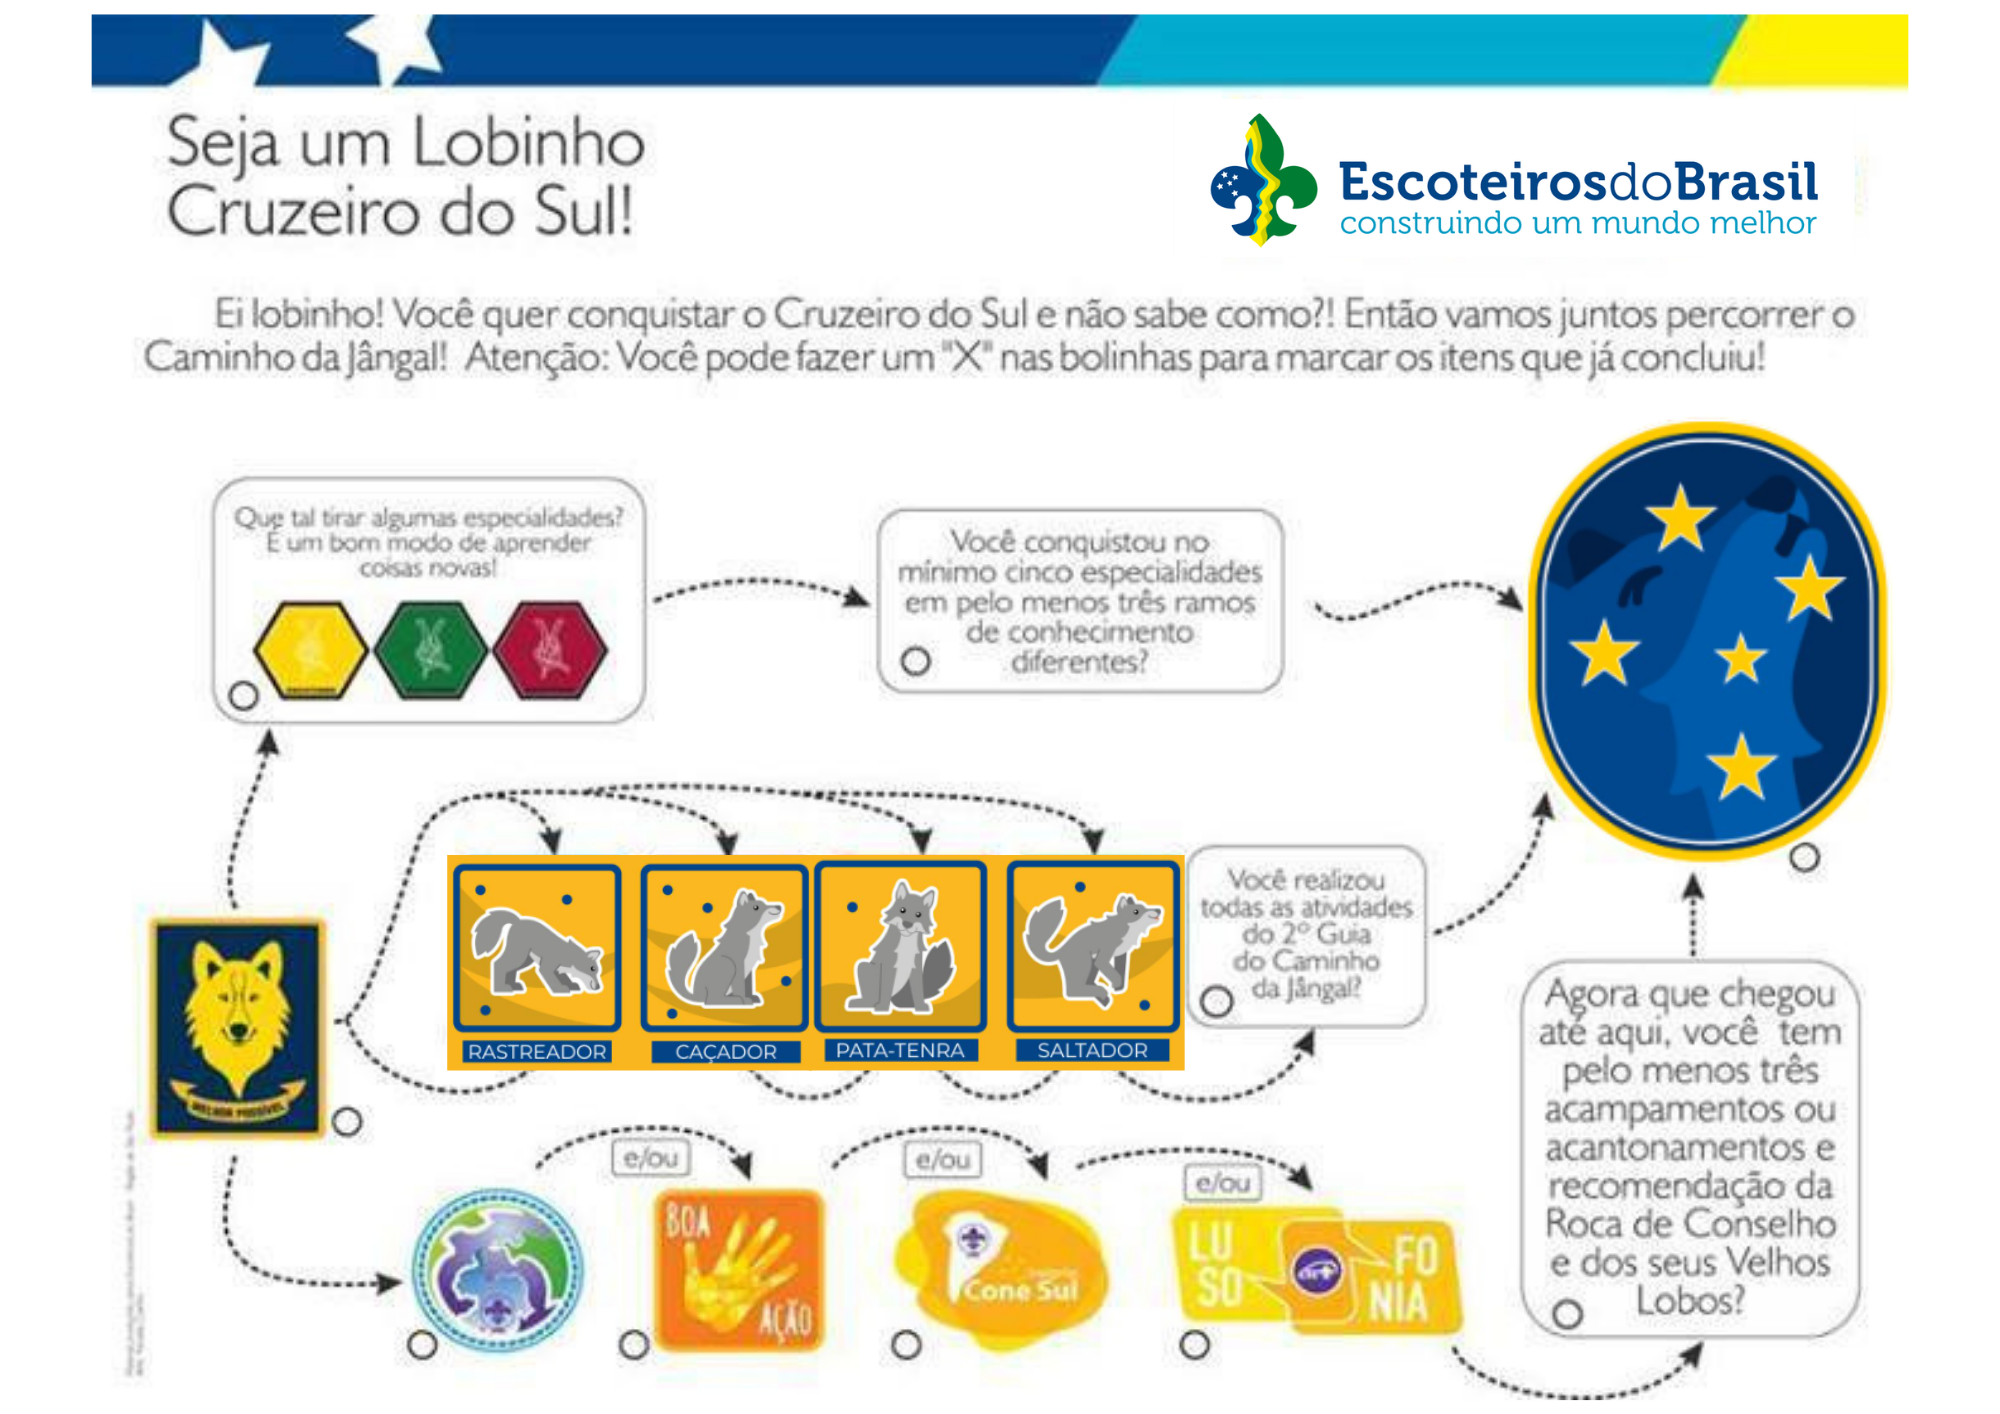 Seja um Lobinho
Cruzeiro do Sul!
EscoteirosdoBrasil
construindo um mundo melhor
Ei lobinho! Você quer conquistar o Cruzeiro do Sul e não sabe como?! Então vamos juntos percorrer o
Caminho da Jângal! Atenção: Você pode fazer um "X" nas bolinhas para marcar os itens que já concluiu!
Que tal tirar algumas especialidades?
É um bom modo de aprender
coisas novas!
Você conquistou no
mínimo cinco especialidades
em pelo menos três ramos
de conhecimento
diferentes?
RASTREADOR
CAÇADOR
PATA-TENRA
SALTADOR
Você realizou
todas as atividades
do 2º Guia
do Caminho
da Jângal?
MELHOR POSSÍVEL
e/ou
e/ou
e/ou
BOA
AÇÃO
Cone Sul
LU
SO
FO
NIA
Agora que chegou
até aqui, você tem
pelo menos três
acampamentos ou
acantonamentos e
recomendação da
Roca de Conselho
e dos seus Velhos
Lobos?